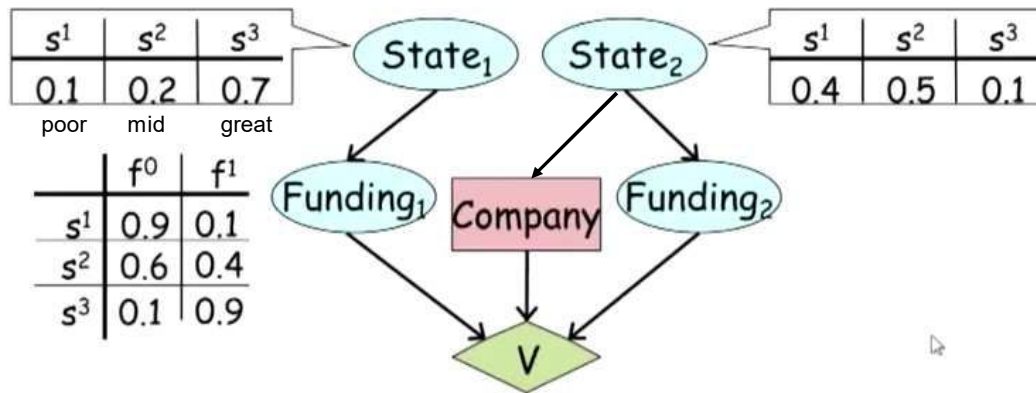 s¹ s² s³
0.1 0.2 0.7
poor mid great
State₁
State₂
s¹ s² s³
0.4 0.5 0.1
f⁰ f¹
s¹ 0.9 0.1
s² 0.6 0.4
s³ 0.1 0.9
Funding₁
Company
Funding₂
V